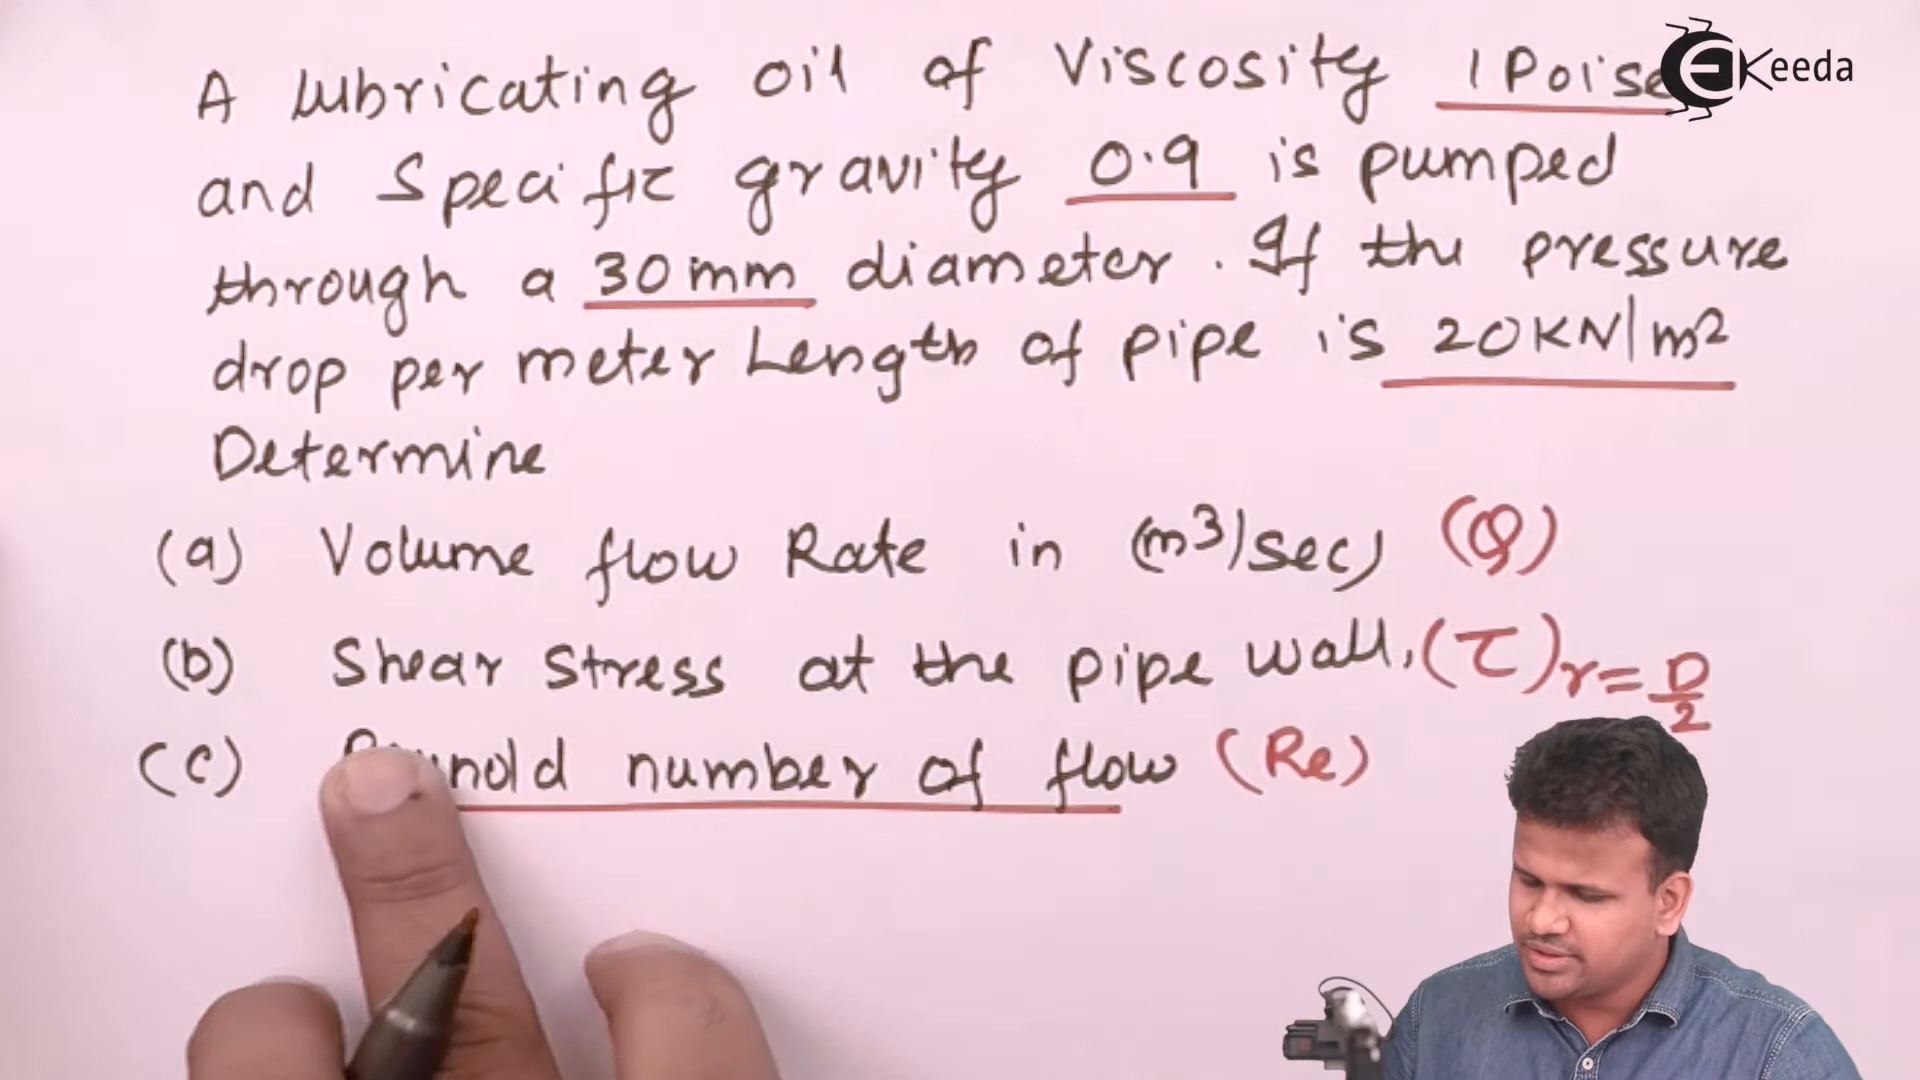 A lubricating oil of Viscosity 1 Poise
EKeeda
and Specific gravity 0.9 is pumped
through a 30mm diameter. If the pressure
drop per meter Length of pipe is 20KN/m2
Determine
(a) Volume flow Rate in (m3/sec) (Q)
(b) Shear Stress at the pipe wall. (τ)r=D/2
(c) number of flow (Re)